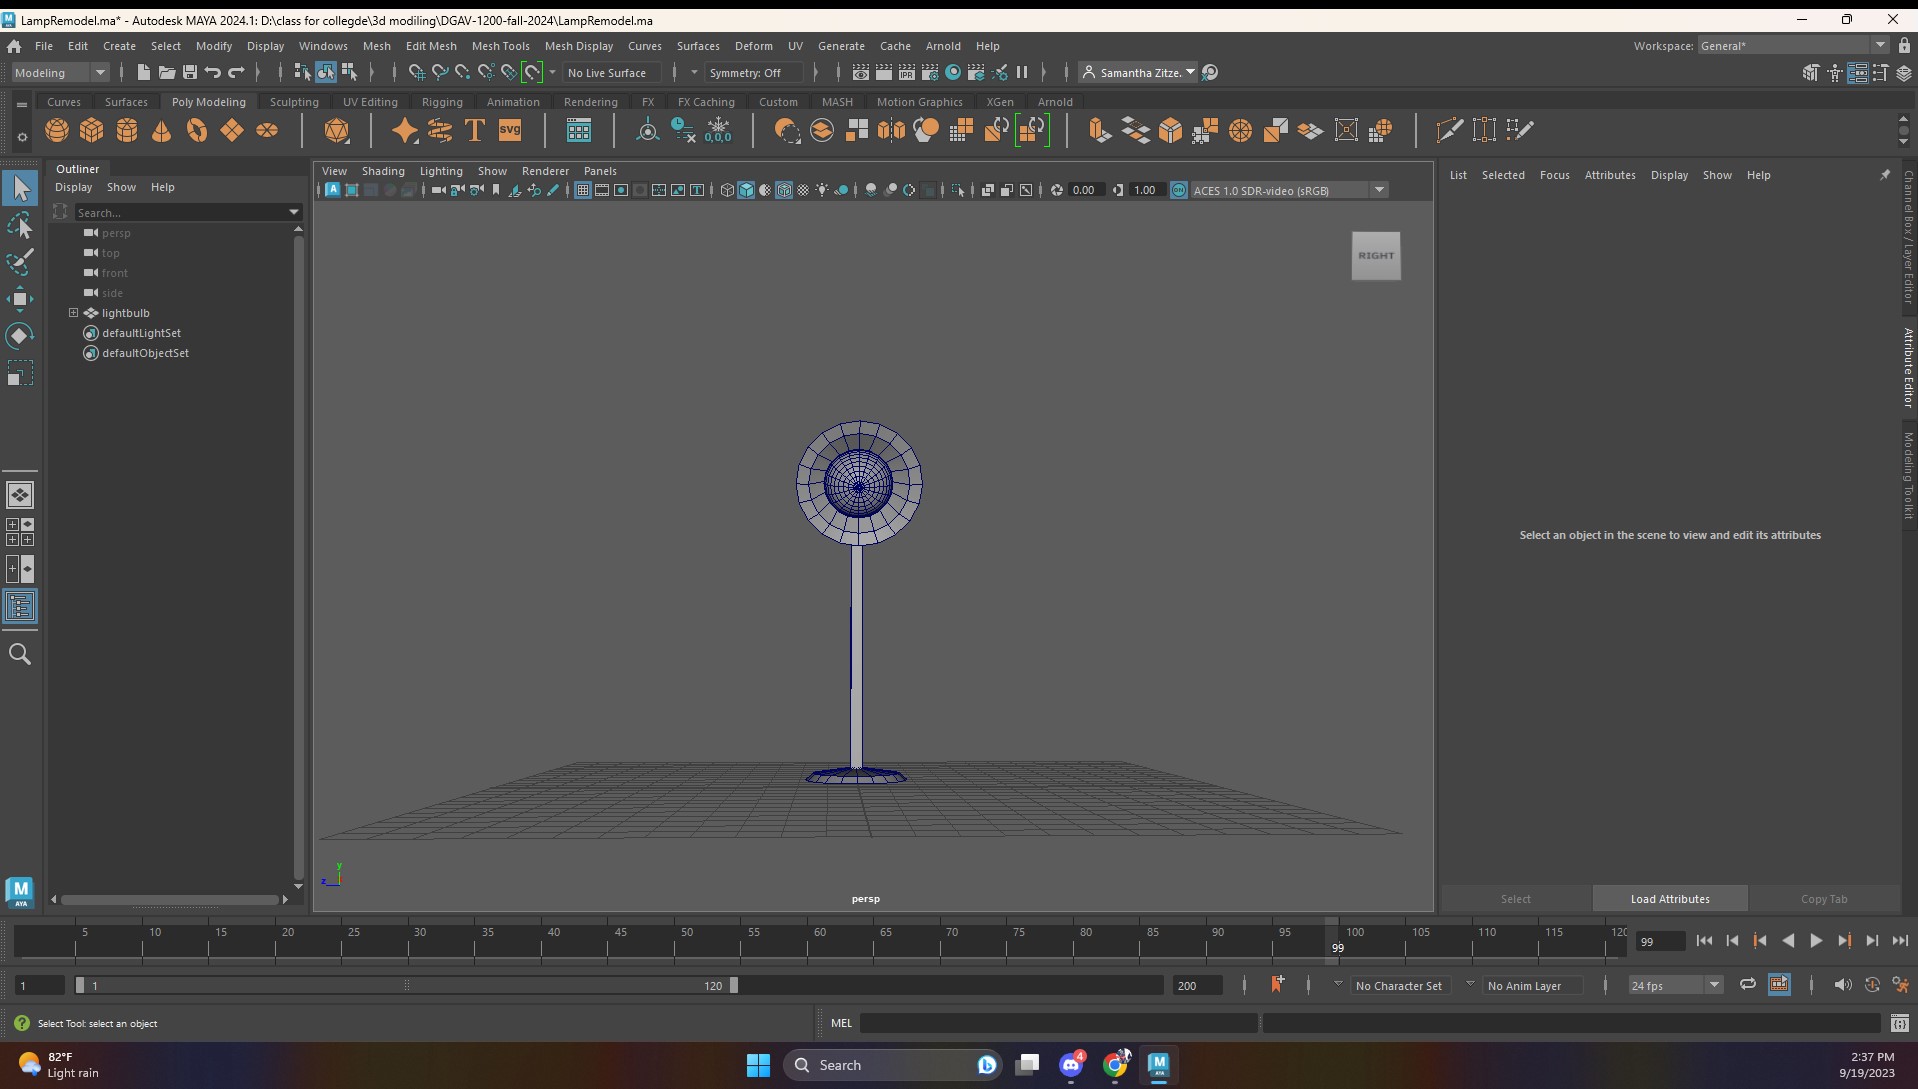 LampRemodel.ma* - Autodesk MAYA 2024.1: D:\class for collegde\3d modiling\DGAV-1200-fall-2024\LampRemodel.ma
File Edit Create Select Modify Display Windows Mesh Edit Mesh Mesh Tools Mesh Display Curves Surfaces Deform UV Generate Cache Arnold Help Workspace: General*
Modeling No Live Surface Symmetry: Off IPR Samantha Zitze.
Curves Surfaces Poly Modeling Sculpting UV Editing Rigging Animation Rendering FX FX Caching Custom MASH Motion Graphics XGen Arnold
T SVG 0,0,0
Outliner
Display Show Help
Search...
persp
top
front
side
lightbulb
defaultLightSet
defaultObjectSet
View Shading Lighting Show Renderer Panels
0.00 1.00 ON ACES 1.0 SDR-video (sRGB)
RIGHT
y
z
persp
List Selected Focus Attributes Display Show Help
Select an object in the scene to view and edit its attributes
Select Load Attributes Copy Tab
Channel Box / Layer Editor
Attribute Editor
Modeling Toolkit
M
AYA
5 10 15 20 25 30 35 40 45 50 55 60 65 70 75 80 85 90 95 100 105 110 115 120
99
99
1 1 120 200 No Character Set No Anim Layer 24 fps
Select Tool: select an object MEL
82°F
Light rain
Search
4
M
AYA
2:37 PM
9/19/2023